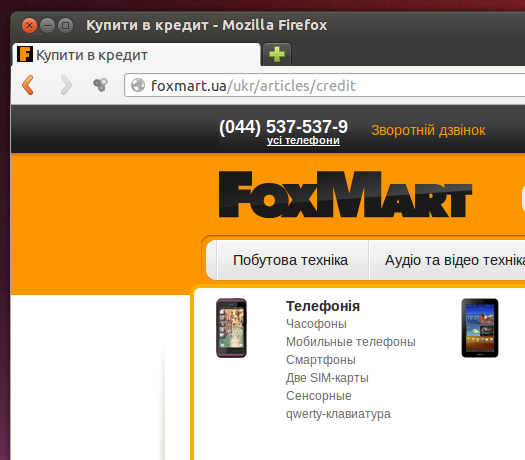 Купити в кредит - Mozilla Firefox
Купити в кредит
foxmart.ua/ukr/articles/credit
(044) 537-537-9
Зворотній дзвінок
усі телефони
FOXMART
Побутова техніка
Аудіо та відео техніка
Телефонія
Часофоны
Мобильные телефоны
Смартфоны
Две SIM-карты
Сенсорные
qwerty-клавиатура